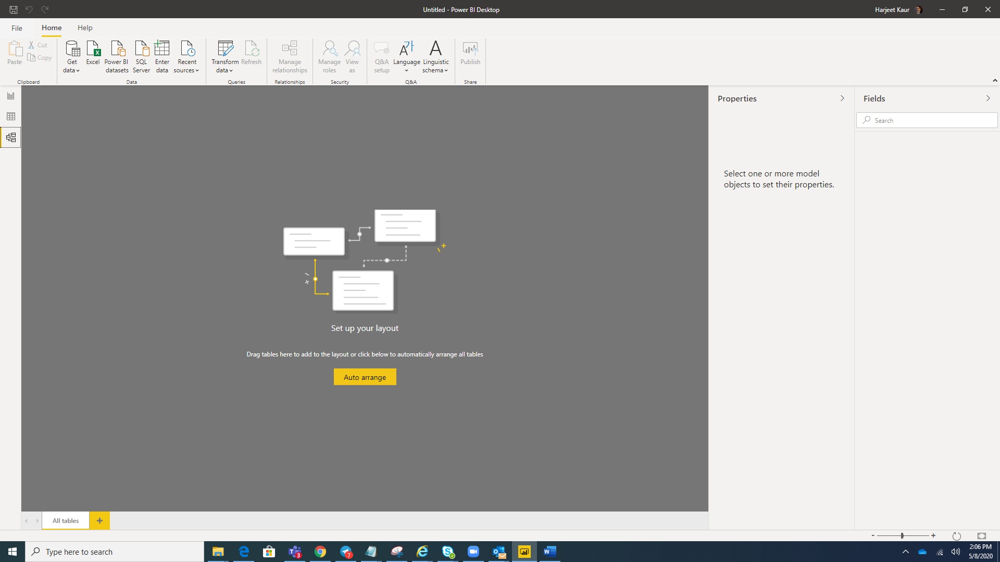 Untitled - Power BI Desktop
Harjeet Kaur
File
Home
Help
Paste
Cut
Copy
Clipboard
Get
data
Excel
Power BI
datasets
SQL
Server
Enter
data
Recent
sources
Data
Transform
data
Refresh
Queries
Manage
relationships
Relationships
Manage
roles
View
as
Security
Q&A
setup
Language
Linguistic
schema
Q&A
Publish
Share
Properties
Select one or more model
objects to set their properties.
Fields
Search
Set up your layout
Drag tables here to add to the layout or click below to automatically arrange all tables
Auto arrange
All tables
Type here to search
3
7
2:06 PM
5/8/2020